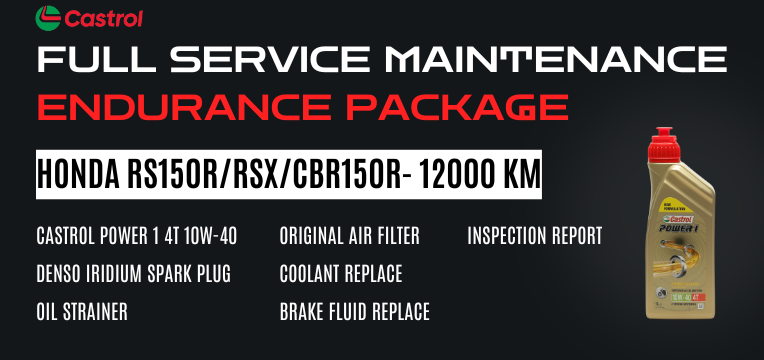 Castrol
FULL SERVICE MAINTENANCE
ENDURANCE PACKAGE
HONDA RS150R/RSX/CBR150R- 12000 KM
CASTROL POWER 1 4T 10W-40
DENSO IRIDIUM SPARK PLUG
OIL STRAINER
ORIGINAL AIR FILTER
COOLANT REPLACE
BRAKE FLUID REPLACE
INSPECTION REPORT
Castrol
POWER 1
10W-40 4T